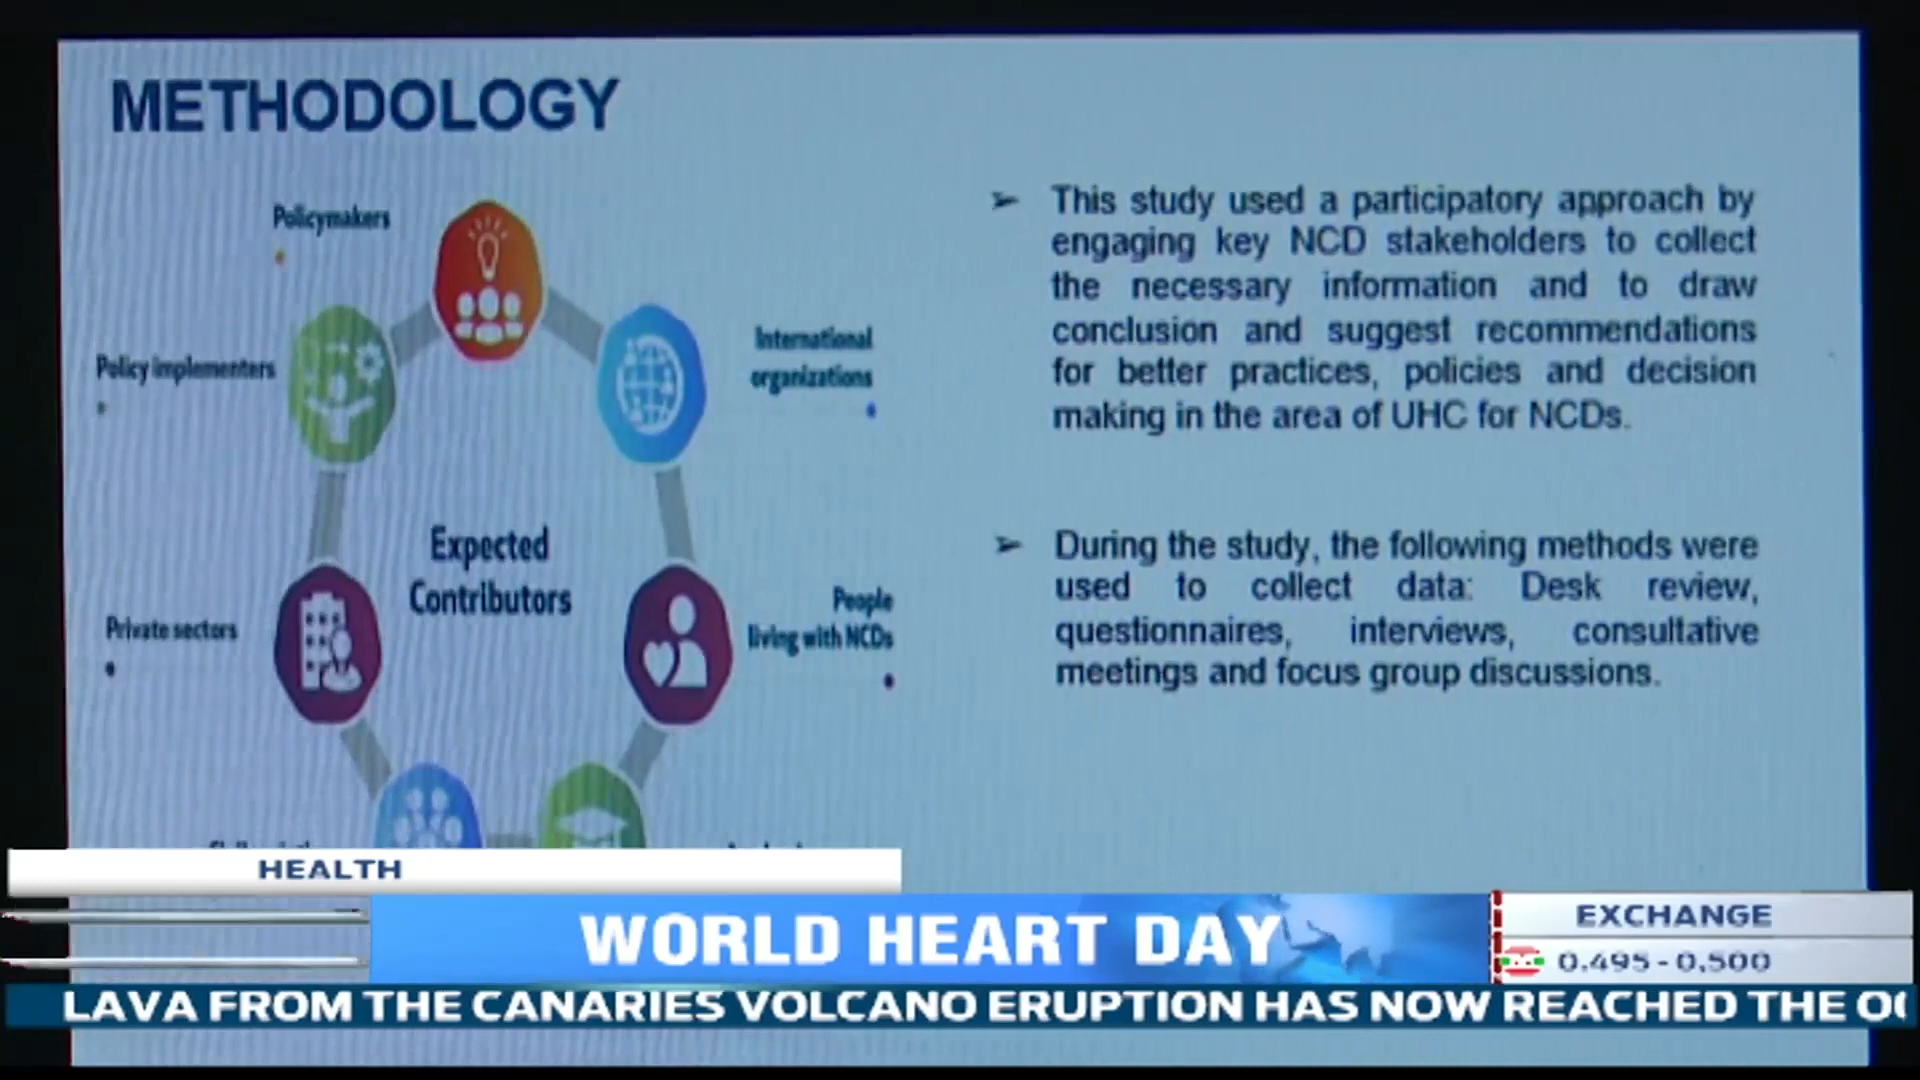 METHODOLOGY
Policymakers
Policy implementers
International
organizations
Expected
Contributors
Private sectors
People
living with NCDs
➢ This study used a participatory approach by
engaging key NCD stakeholders to collect
the necessary information and to draw
conclusion and suggest recommendations
for better practices, policies and decision
making in the area of UHC for NCDs.
➢ During the study, the following methods were
used to collect data: Desk review,
questionnaires, interviews, consultative
meetings and focus group discussions.
HEALTH
WORLD HEART DAY
EXCHANGE
0.495 - 0.500
LAVA FROM THE CANARIES VOLCANO ERUPTION HAS NOW REACHED THE